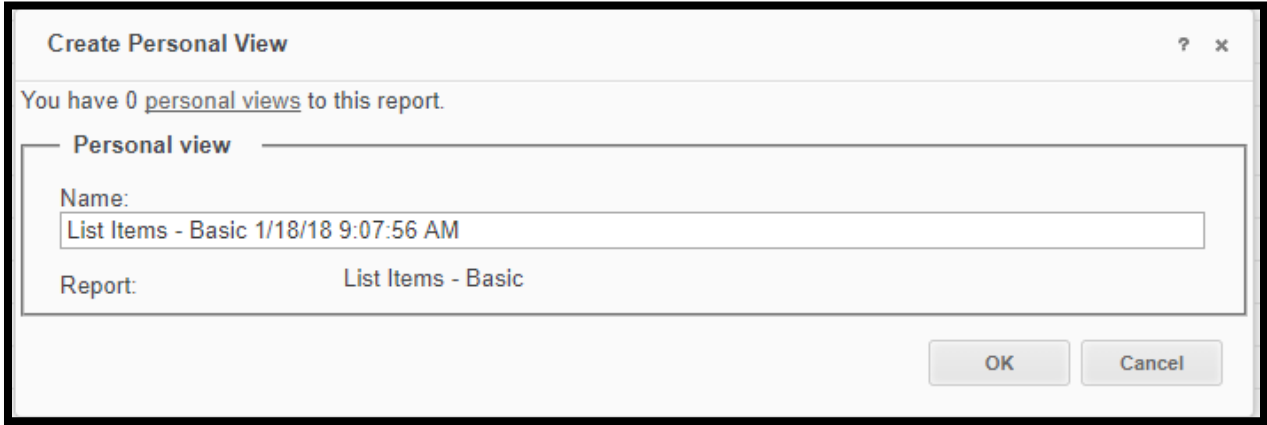 Create Personal View ? ×
You have 0 personal views to this report.
Personal view
Name:
List Items - Basic 1/18/18 9:07:56 AM
Report: List Items - Basic
OK Cancel